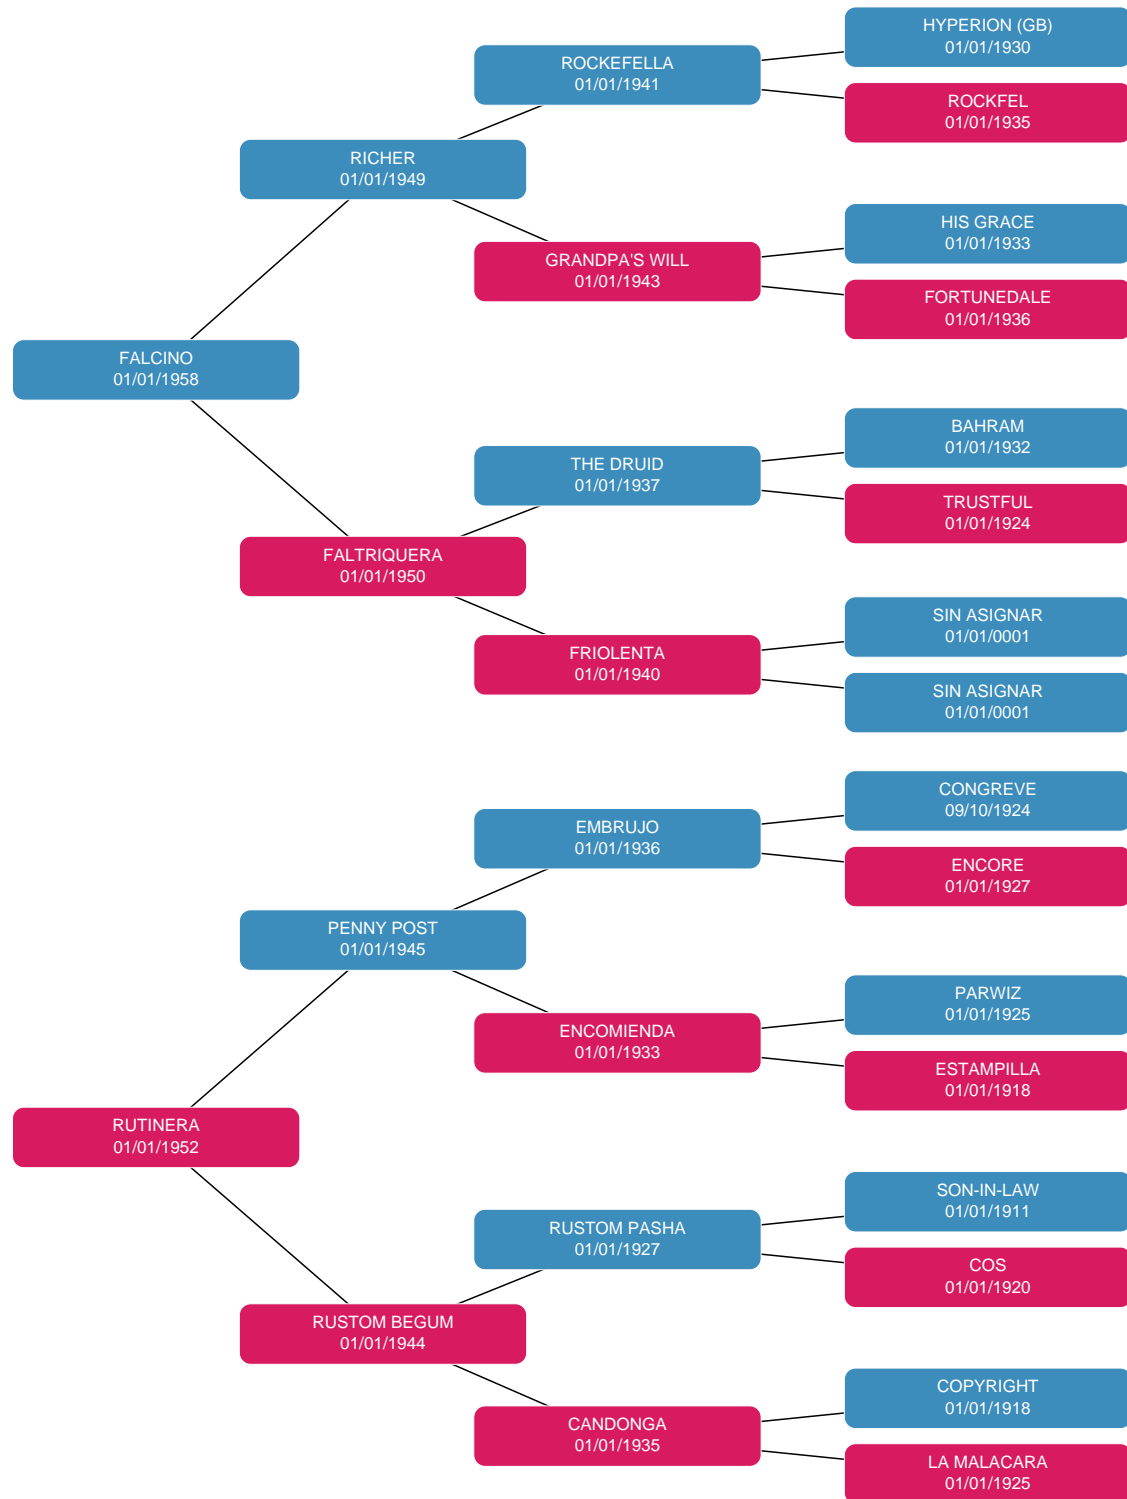 HYPERION (GB)
01/01/1930
ROCKEFELLA
01/01/1941
ROCKFEL
01/01/1935
RICHER
01/01/1949
HIS GRACE
01/01/1933
GRANDPA'S WILL
01/01/1943
FORTUNEDALE
01/01/1936
FALCINO
01/01/1958
BAHRAM
01/01/1932
THE DRUID
01/01/1937
TRUSTFUL
01/01/1924
FALTRIQUERA
01/01/1950
SIN ASIGNAR
01/01/0001
FRIOLENTA
01/01/1940
SIN ASIGNAR
01/01/0001
CONGREVE
09/10/1924
EMBRUJO
01/01/1936
ENCORE
01/01/1927
PENNY POST
01/01/1945
PARWIZ
01/01/1925
ENCOMIENDA
01/01/1933
ESTAMPILLA
01/01/1918
RUTINERA
01/01/1952
SON-IN-LAW
01/01/1911
RUSTOM PASHA
01/01/1927
COS
01/01/1920
RUSTOM BEGUM
01/01/1944
COPYRIGHT
01/01/1918
CANDONGA
01/01/1935
LA MALACARA
01/01/1925